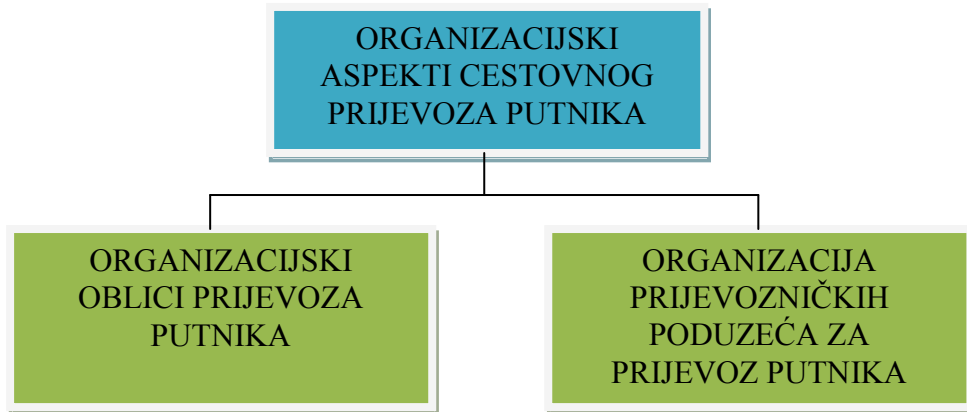 ORGANIZACIJSKI
ASPEKTI CESTOVNOG
PRIJEVOZA PUTNIKA
ORGANIZACIJSKI
OBLICI PRIJEVOZA
PUTNIKA
ORGANIZACIJA
PRIJEVOZNIČKIH
PODUZEĆA ZA
PRIJEVOZ PUTNIKA